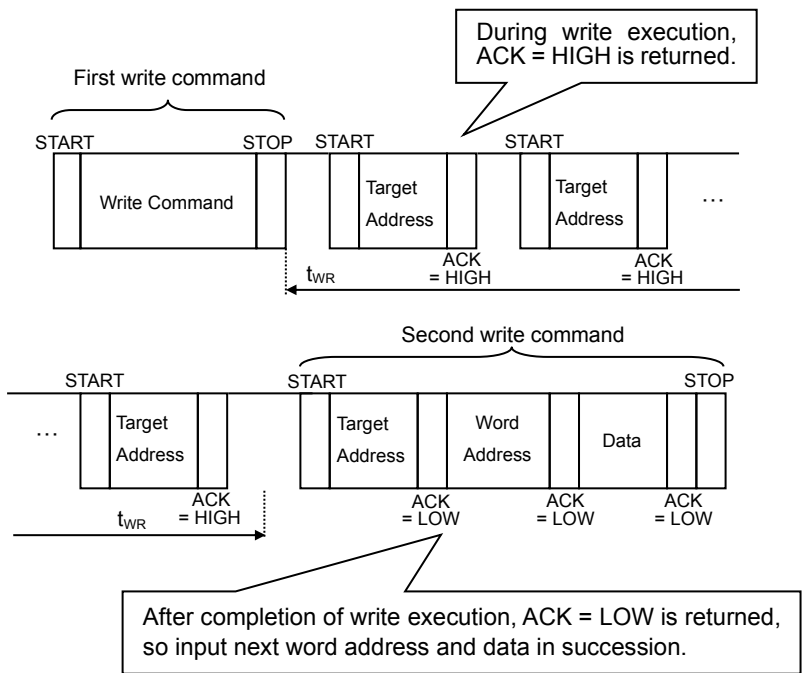 During write execution,
ACK = HIGH is returned.
First write command
START STOP START START
Write Command
Target
Address
Target
Address
…
ACK
= HIGH
ACK
= HIGH
tWR
Second write command
START START STOP
…
Target
Address
Target
Address
Word
Address
Data
ACK
= HIGH
ACK
= LOW
ACK
= LOW
ACK
= LOW
tWR
After completion of write execution, ACK = LOW is returned,
so input next word address and data in succession.